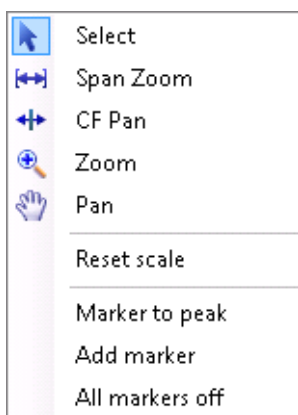 Select
Span Zoom
CF Pan
Zoom
Pan
Reset scale
Marker to peak
Add marker
All markers off